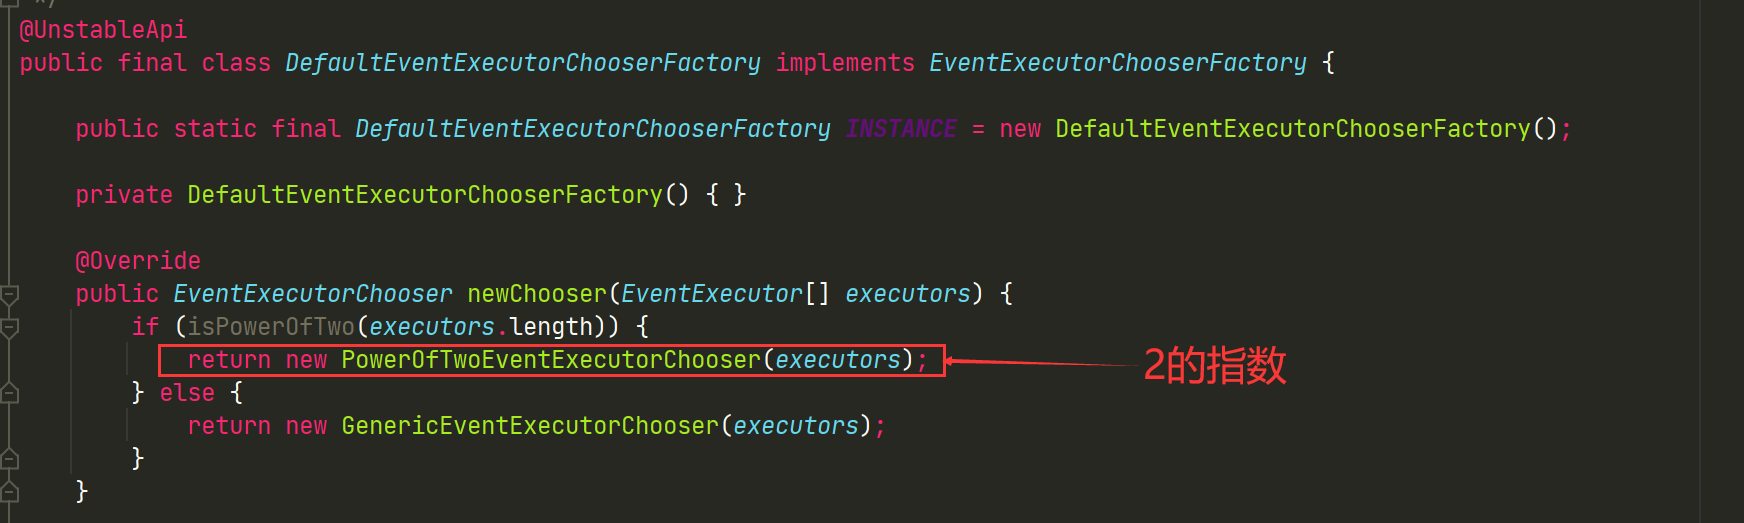 */
@UnstableApi
public final class DefaultEventExecutorChooserFactory implements EventExecutorChooserFactory {
public static final DefaultEventExecutorChooserFactory INSTANCE = new DefaultEventExecutorChooserFactory();
private DefaultEventExecutorChooserFactory() { }
@Override
public EventExecutorChooser newChooser(EventExecutor[] executors) {
if (isPowerOfTwo(executors.length)) {
return new PowerOfTwoEventExecutorChooser(executors);
2的指数
} else {
return new GenericEventExecutorChooser(executors);
}
}